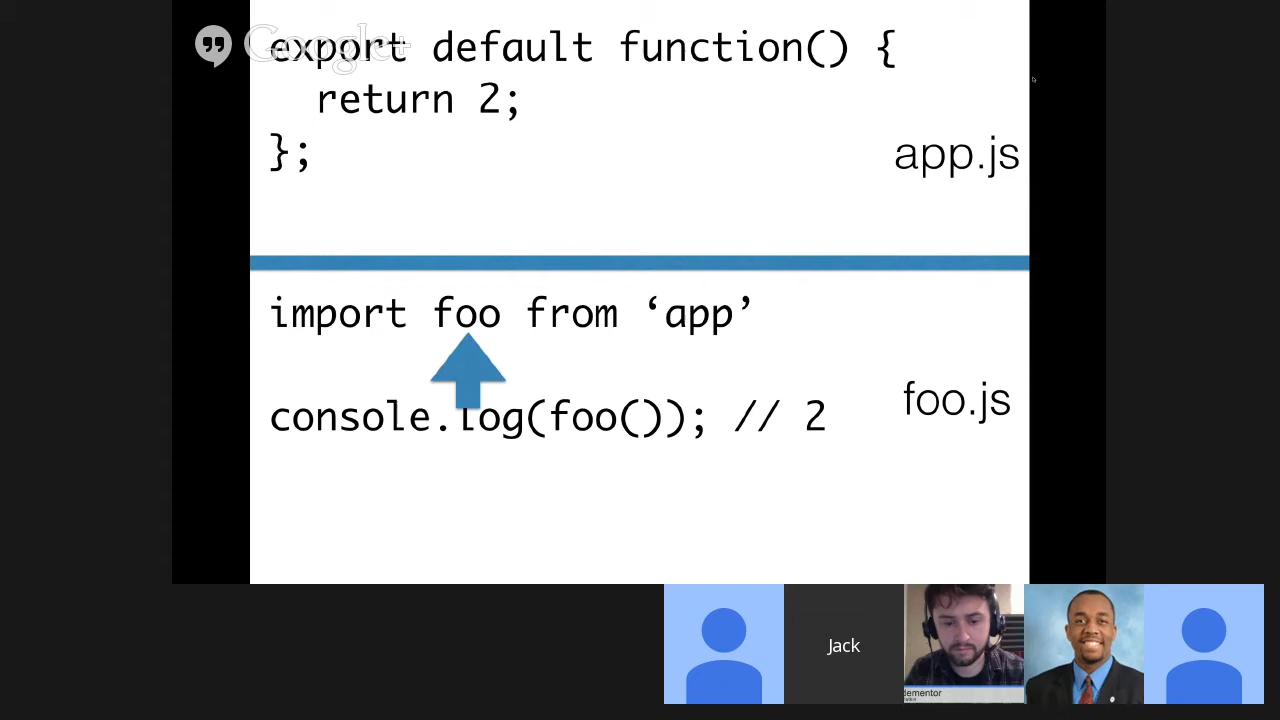 Google+
export default function() {
return 2;
};
app.js
import foo from ‘app’
console.log(foo()); // 2
foo.js
Jack
dementor